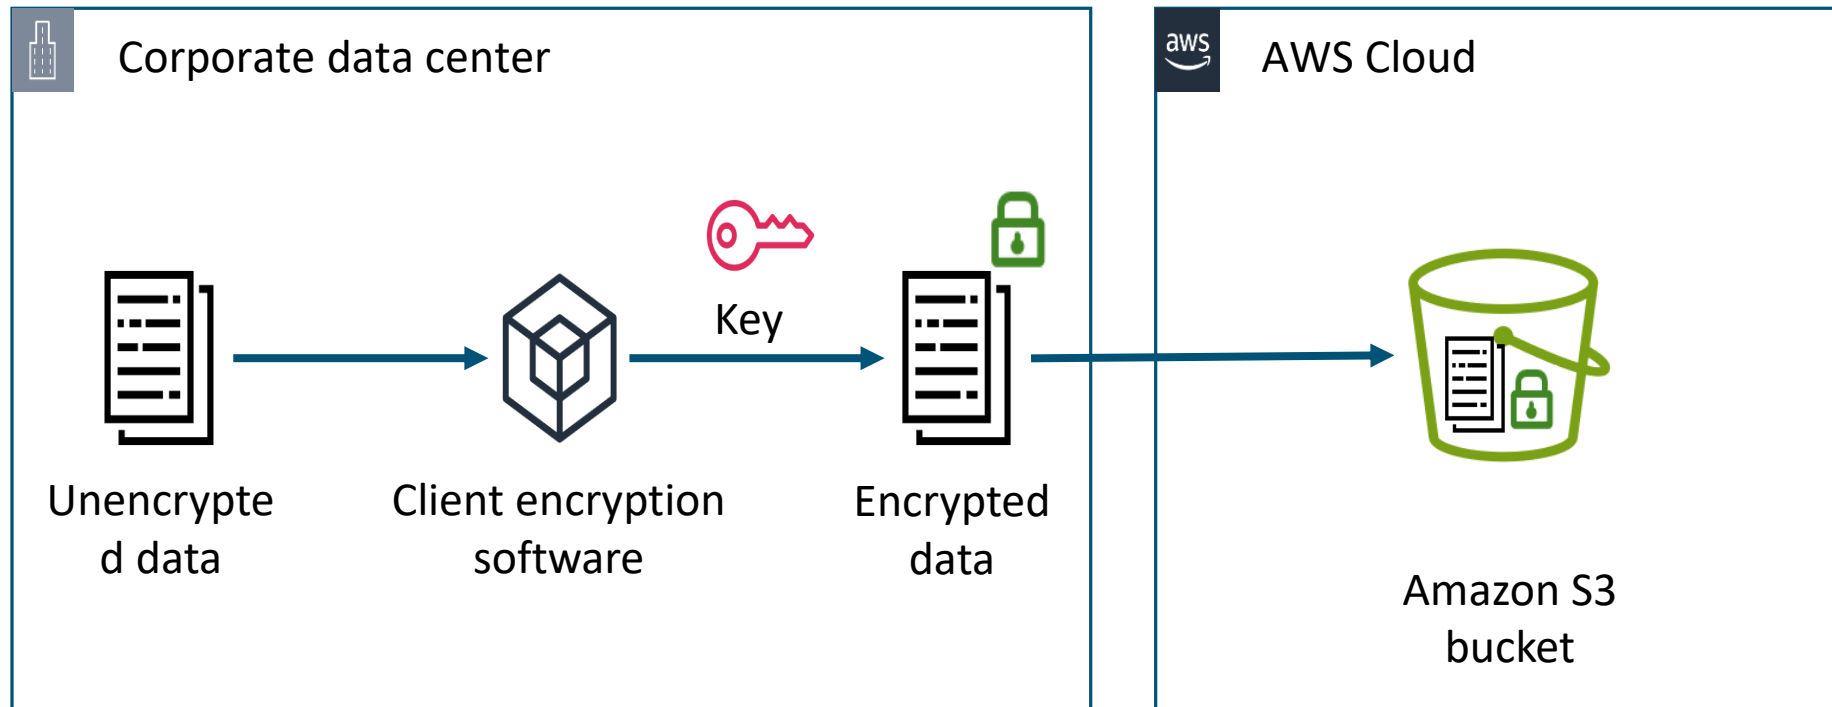 Corporate data center
aws
AWS Cloud
Key
Unencrypte
d data
Client encryption
software
Encrypted
data
Amazon S3
bucket